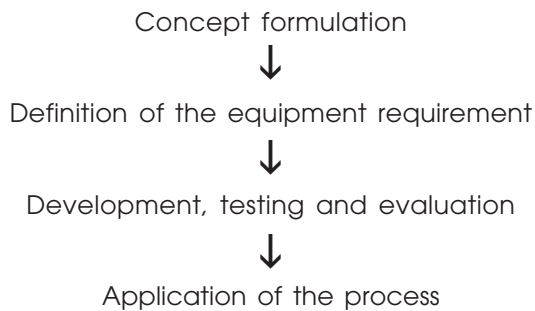 Concept formulation
↓
Definition of the equipment requirement
↓
Development, testing and evaluation
↓
Application of the process